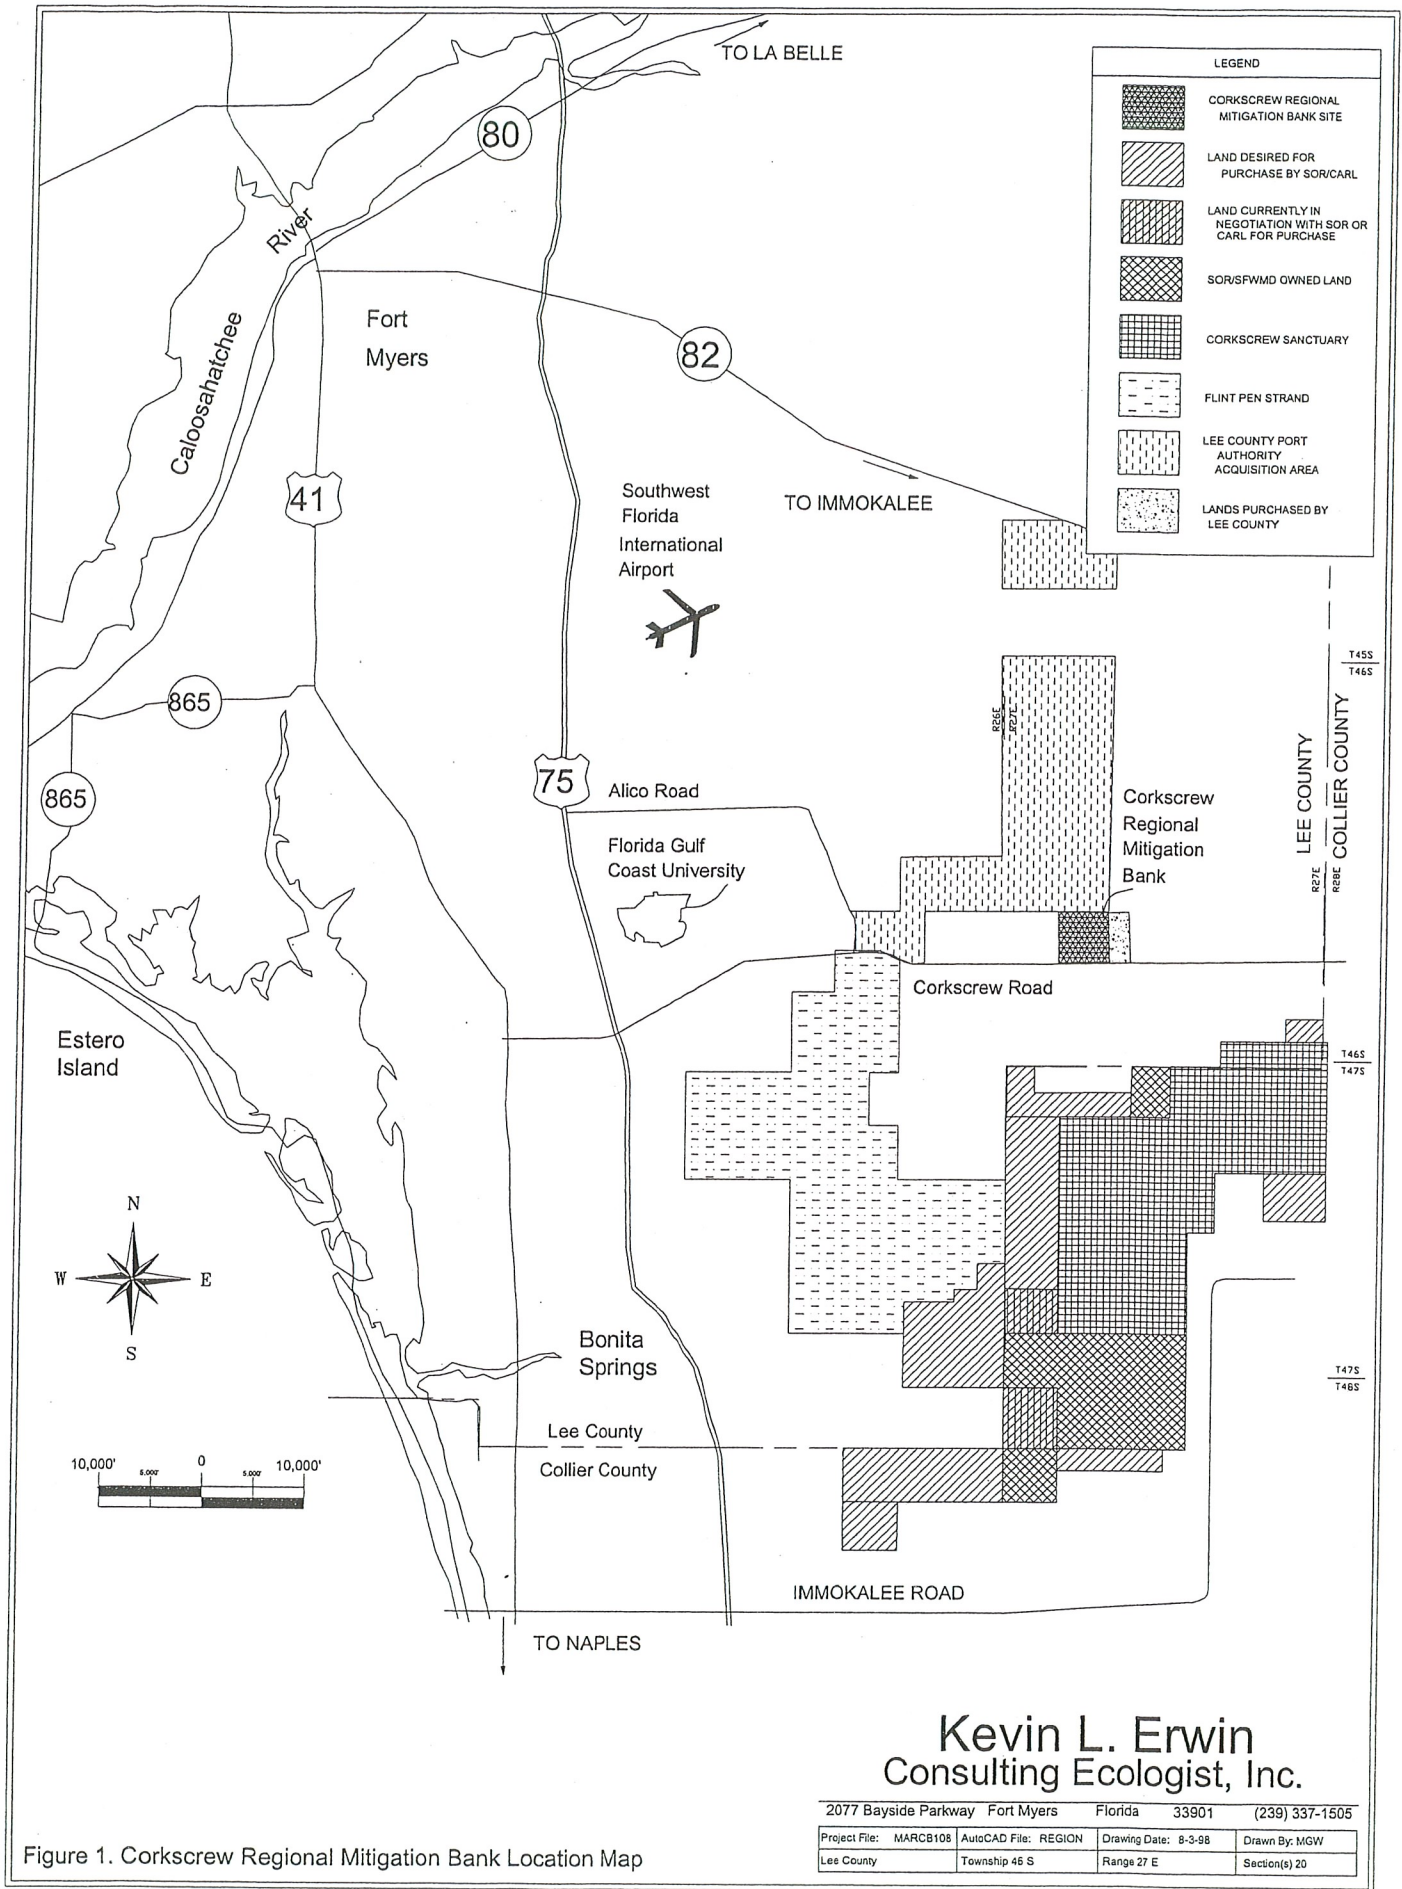 TO LA BELLE
LEGEND
CORKSCREW REGIONAL
MITIGATION BANK SITE
LAND DESIRED FOR
PURCHASE BY SOR/CARL
LAND CURRENTLY IN
NEGOTIATION WITH SOR OR
CARL FOR PURCHASE
SOR/SFWMD OWNED LAND
CORKSCREW SANCTUARY
FLINT PEN STRAND
LEE COUNTY PORT
AUTHORITY
ACQUISITION AREA
LANDS PURCHASED BY
LEE COUNTY
80
River
Caloosahatchee
Fort
Myers
82
41
Southwest
Florida
International
Airport
TO IMMOKALEE
T45S
T46S
865
R26E
R27E
LEE COUNTY
COLLIER COUNTY
75
865
Alico Road
Corkscrew
Regional
Mitigation
Bank
Florida Gulf
Coast University
R27E
R28E
Corkscrew Road
Estero
Island
T46S
T47S
N
W
E
S
Bonita
Springs
T47S
T48S
Lee County
Collier County
10,000'
5,000'
0
5,000'
10,000'
IMMOKALEE ROAD
TO NAPLES
Kevin L. Erwin
Consulting Ecologist, Inc.
2077 Bayside Parkway Fort Myers Florida 33901 (239) 337-1505
Project File: MARCB108 AutoCAD File: REGION Drawing Date: 8-3-98 Drawn By: MGW
Lee County Township 46 S Range 27 E Section(s) 20
Figure 1. Corkscrew Regional Mitigation Bank Location Map